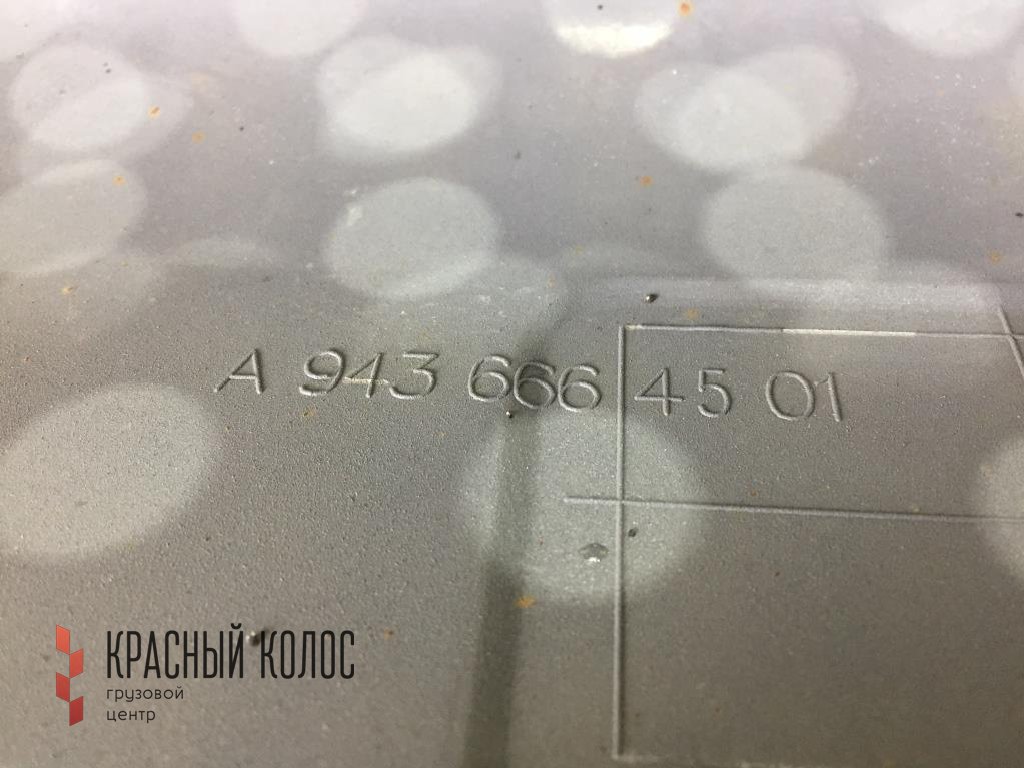 A 943 666 45 01
КРАСНЫЙ КОЛОС
грузовой
центр